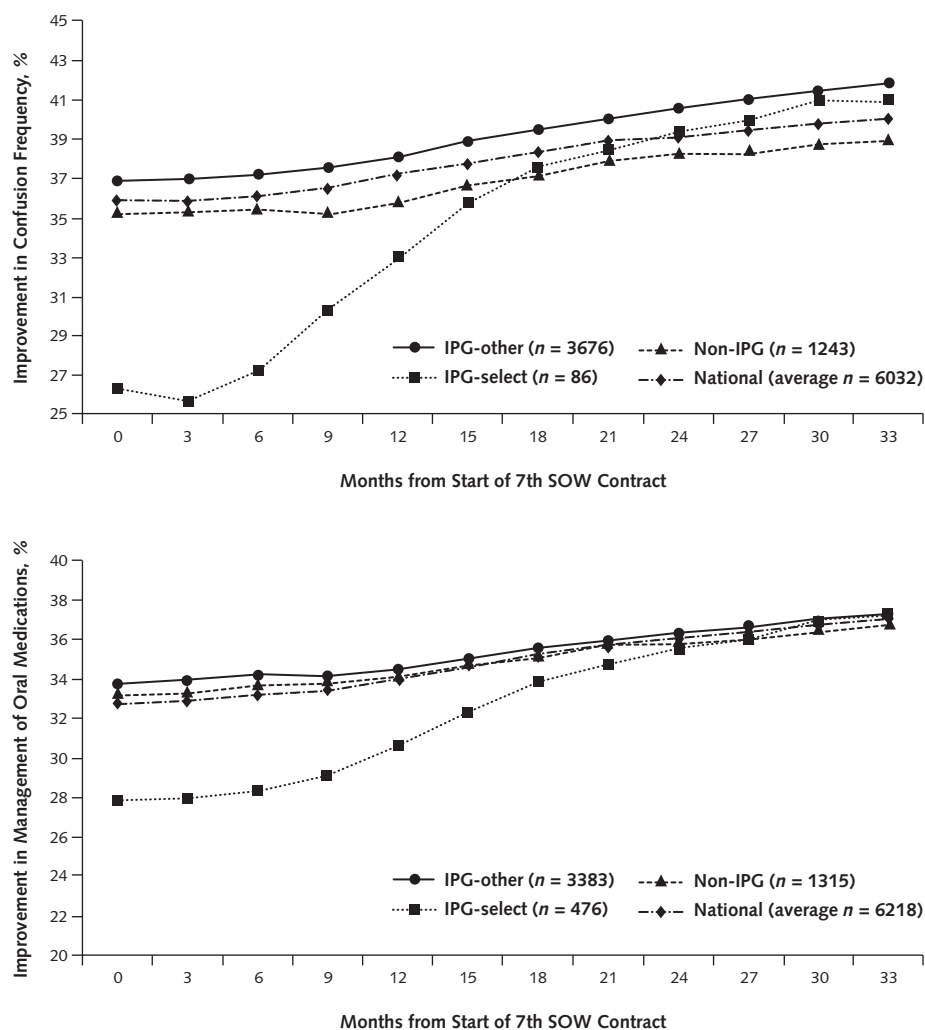 Improvement in Confusion Frequency, %
45
43
41
39
37
35
33
31
29
27
25
IPG-other (n = 3676)
Non-IPG (n = 1243)
IPG-select (n = 86)
National (average n = 6032)
0 3 6 9 12 15 18 21 24 27 30 33
Months from Start of 7th SOW Contract
Improvement in Management of Oral Medications, %
40
38
36
34
32
30
28
26
24
22
20
IPG-other (n = 3383)
Non-IPG (n = 1315)
IPG-select (n = 476)
National (average n = 6218)
0 3 6 9 12 15 18 21 24 27 30 33
Months from Start of 7th SOW Contract